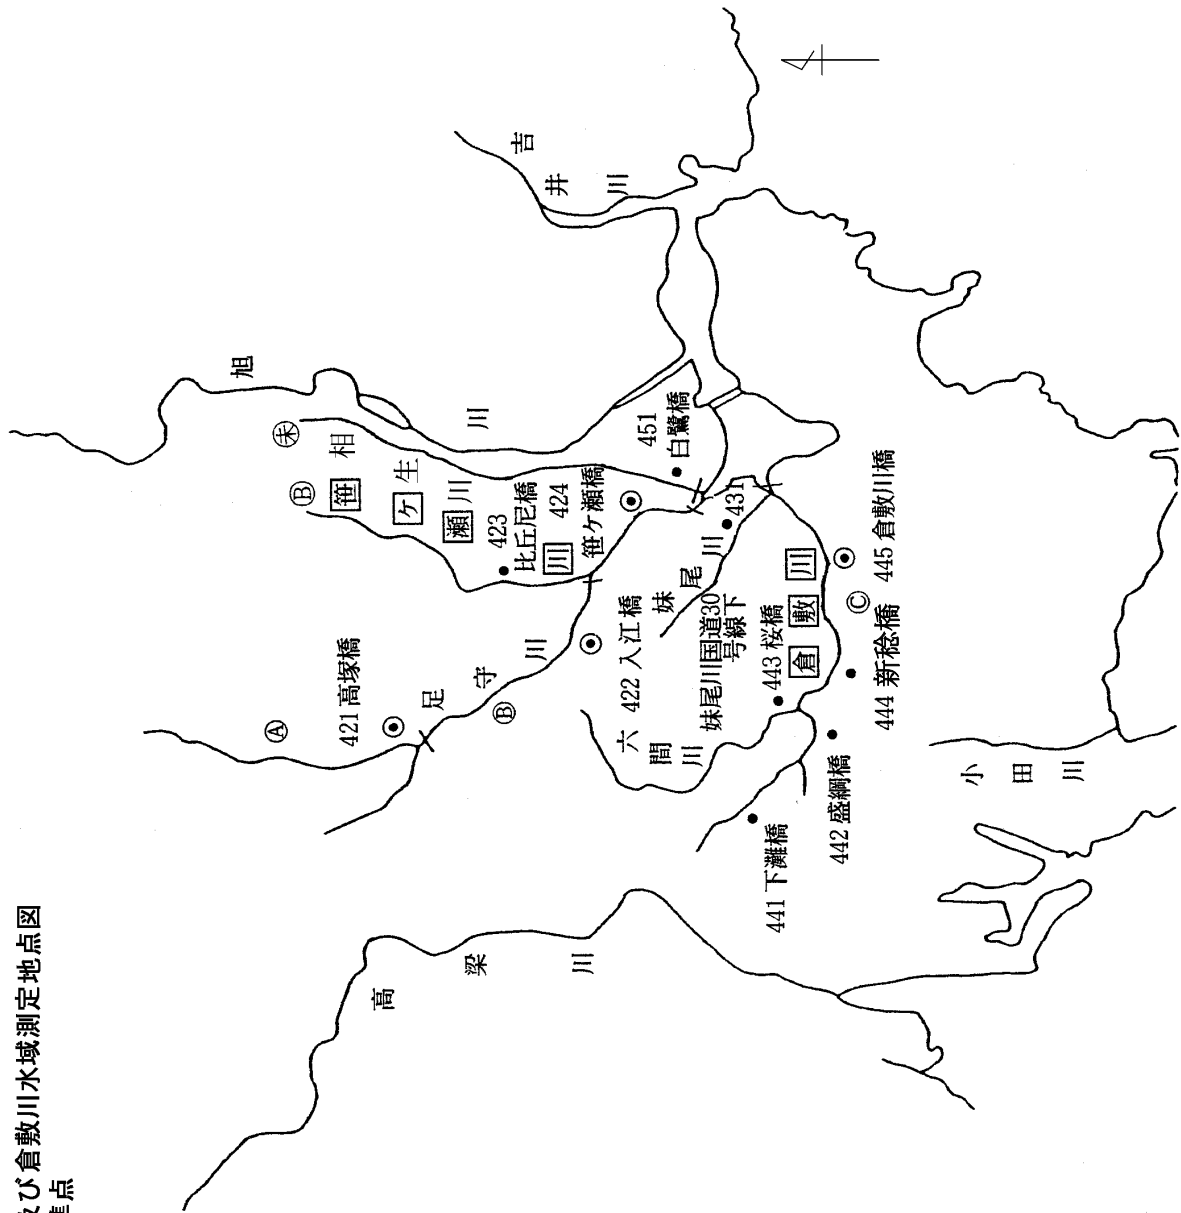 び倉敷川水域測定地点図
点
吉井川
旭川
未
相生川
Ⓑ
笹ケ瀬川
423
比丘尼橋
424
笹ケ瀬橋
451
白鷺橋
Ⓐ
421 高塚橋
足守川
Ⓑ
422 入江橋
妹尾川
431
妹尾川国道30
号線下
六間川
443 桜橋
倉敷川
445 倉敷川橋
Ⓒ
444 新稔橋
442 盛綱橋
441 下灘橋
小田川
高梁川